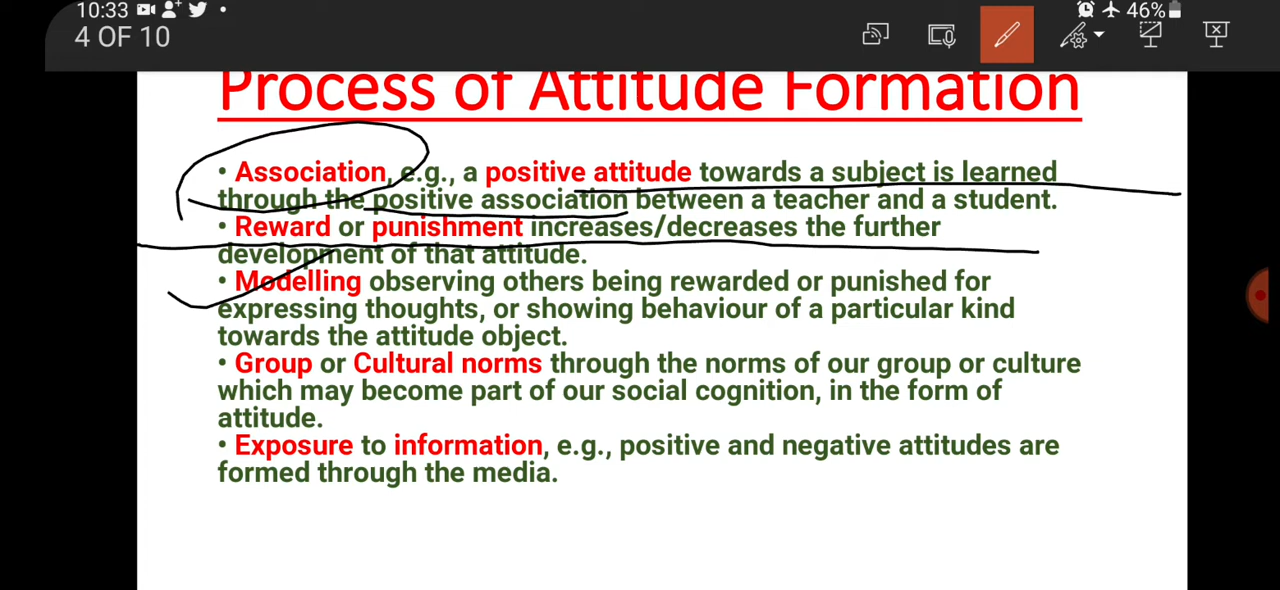 10:33
46%
4 OF 10
Process of Attitude Formation
• Association, e.g., a positive attitude towards a subject is learned
through the positive association between a teacher and a student.
• Reward or punishment increases/decreases the further
development of that attitude.
• Modelling observing others being rewarded or punished for
expressing thoughts, or showing behaviour of a particular kind
towards the attitude object.
• Group or Cultural norms through the norms of our group or culture
which may become part of our social cognition, in the form of
attitude.
• Exposure to information, e.g., positive and negative attitudes are
formed through the media.